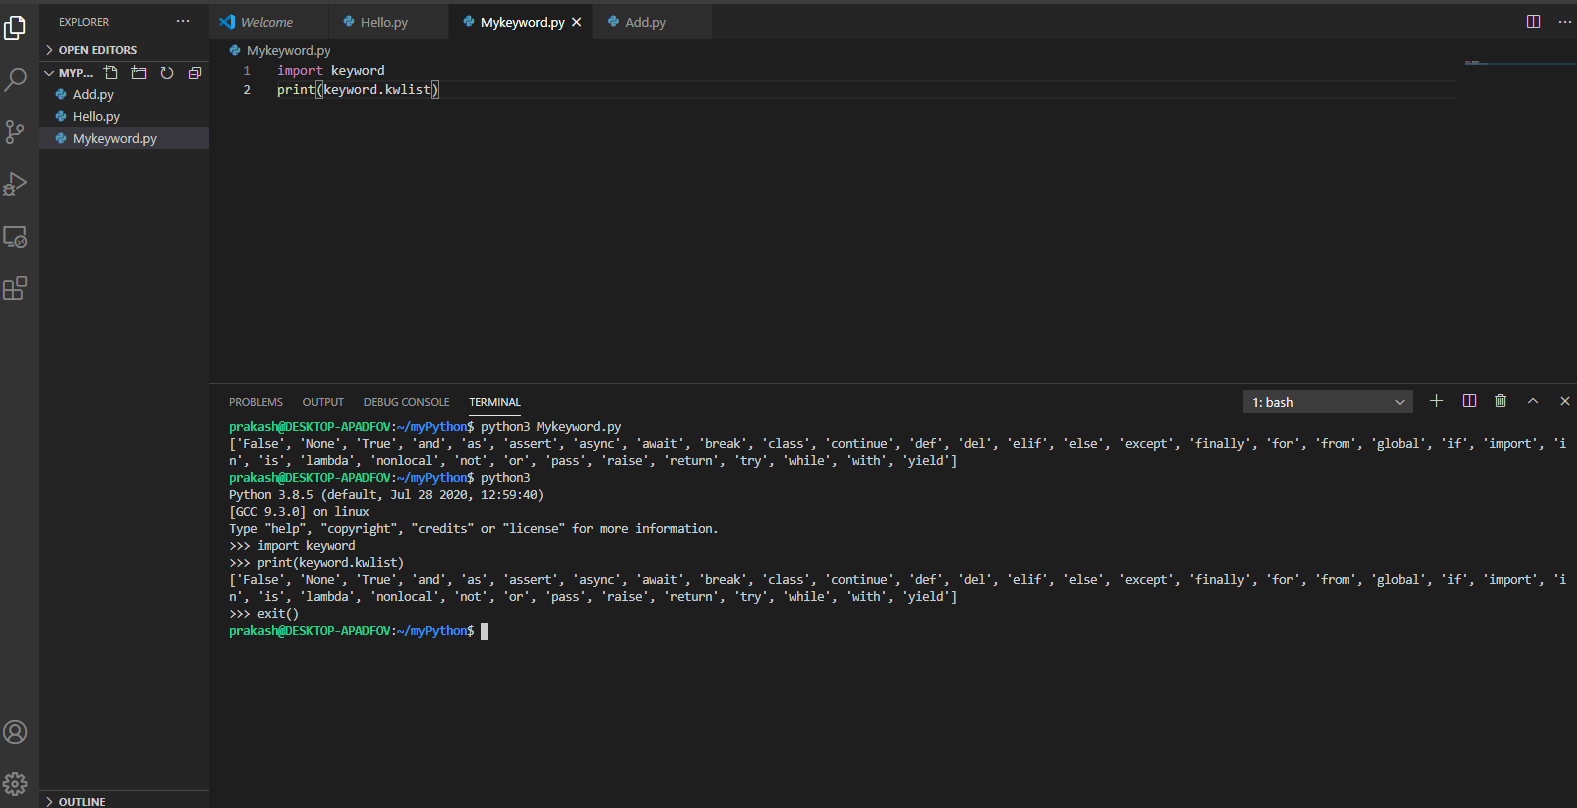 EXPLORER
OPEN EDITORS
MYP...
Add.py
Hello.py
Mykeyword.py
OUTLINE
Welcome Hello.py Mykeyword.py Add.py
Mykeyword.py
1 import keyword
2 print(keyword.kwlist)
PROBLEMS OUTPUT DEBUG CONSOLE TERMINAL 1: bash
prakash@DESKTOP-APADFOV:~/myPython$ python3 Mykeyword.py
['False', 'None', 'True', 'and', 'as', 'assert', 'async', 'await', 'break', 'class', 'continue', 'def', 'del', 'elif', 'else', 'except', 'finally', 'for', 'from', 'global', 'if', 'import', 'i
n', 'is', 'lambda', 'nonlocal', 'not', 'or', 'pass', 'raise', 'return', 'try', 'while', 'with', 'yield']
prakash@DESKTOP-APADFOV:~/myPython$ python3
Python 3.8.5 (default, Jul 28 2020, 12:59:40)
[GCC 9.3.0] on linux
Type "help", "copyright", "credits" or "license" for more information.
>>> import keyword
>>> print(keyword.kwlist)
['False', 'None', 'True', 'and', 'as', 'assert', 'async', 'await', 'break', 'class', 'continue', 'def', 'del', 'elif', 'else', 'except', 'finally', 'for', 'from', 'global', 'if', 'import', 'i
n', 'is', 'lambda', 'nonlocal', 'not', 'or', 'pass', 'raise', 'return', 'try', 'while', 'with', 'yield']
>>> exit()
prakash@DESKTOP-APADFOV:~/myPython$